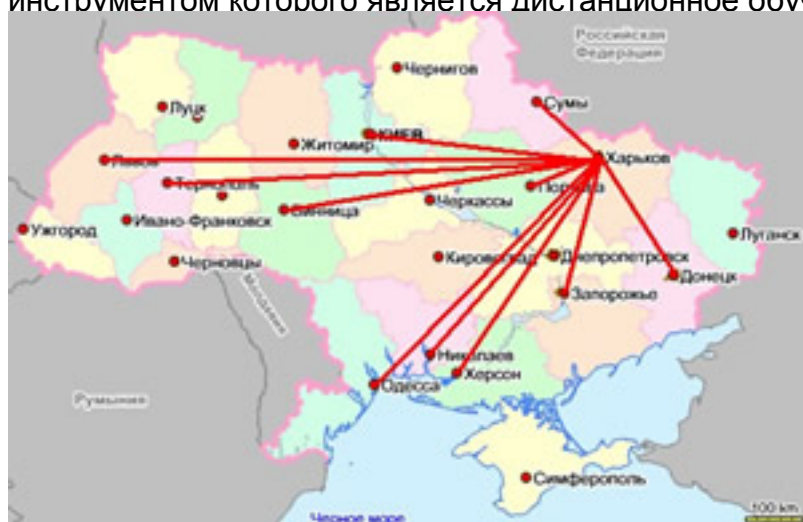 инструментом которого является дистанционное обу
Российская
Федерация
Чернигов
Сумы
Луцк
КИЕВ
Житомир
Харьков
Львов
Тернополь
Полтава
Винница
Черкассы
Ивано-Франковск
Ужгород
Луганск
Черновцы
Кировоград
Днепропетровск
Донецк
Запорожье
Молдавия
Николаев
Херсон
Одесса
Румыния
Симферополь
100 km
Черное море